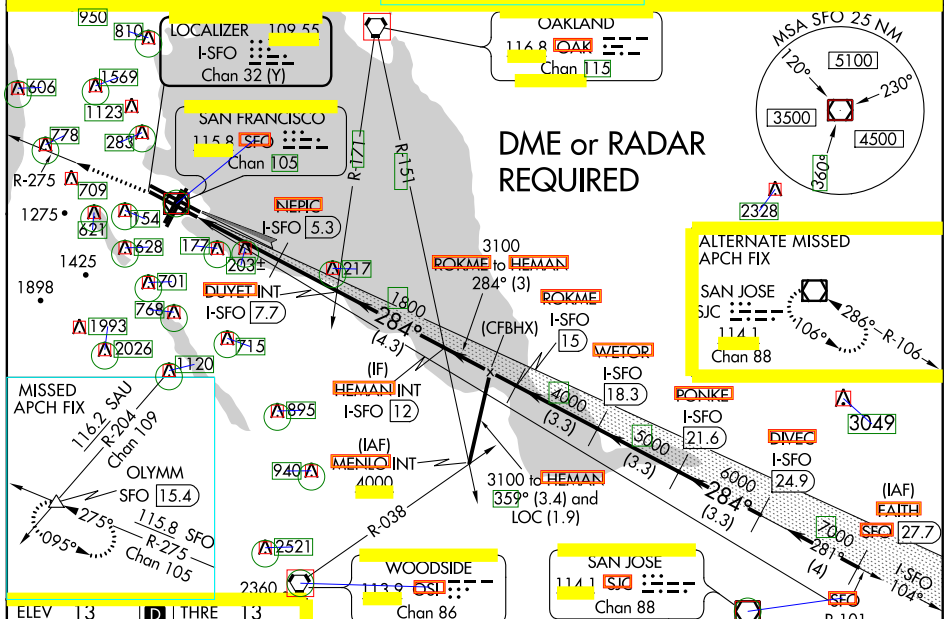 950
810
LOCALIZER 109.55
I-SFO
Chan 32 (Y)
OAKLAND
116.8 OAK
Chan 115
MSA SFO 25 NM
120°
5100
230°
3500
4500
360°
606
1569
1123
283
778
R-275
709
1275
621
154
628
177
203±
1425
1898
701
768
1993
2026
715
1120
217
SAN FRANCISCO
115.8 SFO
Chan 105
R-171
R-151
DME or RADAR
REQUIRED
2328
NEPIC
I-SFO 5.3
DUYET INT
I-SFO 7.7
1800
284°
(4.3)
3100
ROKME to HEMAN
284° (3)
ROKME
I-SFO
15
(CFBHX)
(IF)
HEMAN INT
I-SFO 12
WETOR
I-SFO
18.3
4000
(3.3)
PONKE
I-SFO
21.6
5000
(3.3)
DIVEC
I-SFO
24.9
6000
284°
(3.3)
(IAF)
FAITH
SFO 27.7
7000
281°
(4)
I-SFO
104°
SFO
R-101
ALTERNATE MISSED
APCH FIX
SAN JOSE
SJC
114.1
Chan 88
106°
286°
R-106
3049
MISSED
APCH FIX
116.2 SAU
R-204
Chan 109
OLYMM
SFO 15.4
275°
095°
115.8 SFO
R-275
Chan 105
895
940
2521
2360
(IAF)
MENLO INT
4000
R-038
3100 to HEMAN
359° (3.4) and
LOC (1.9)
WOODSIDE
113.9 OSI
Chan 86
SAN JOSE
114.1 SJC
Chan 88
ELEV 13
D
THRE 13